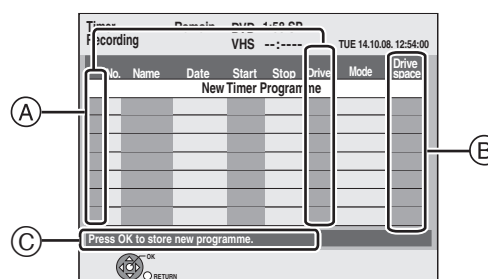 Timer Remain DVD 1:58 SP
Recording VHS --:---- TUE 14.10.08. 12:54:00
No. Name Date Start Stop Drive Mode Drive space
New Timer Programme
A
B
C
Press OK to store new programme.
OK
RETURN